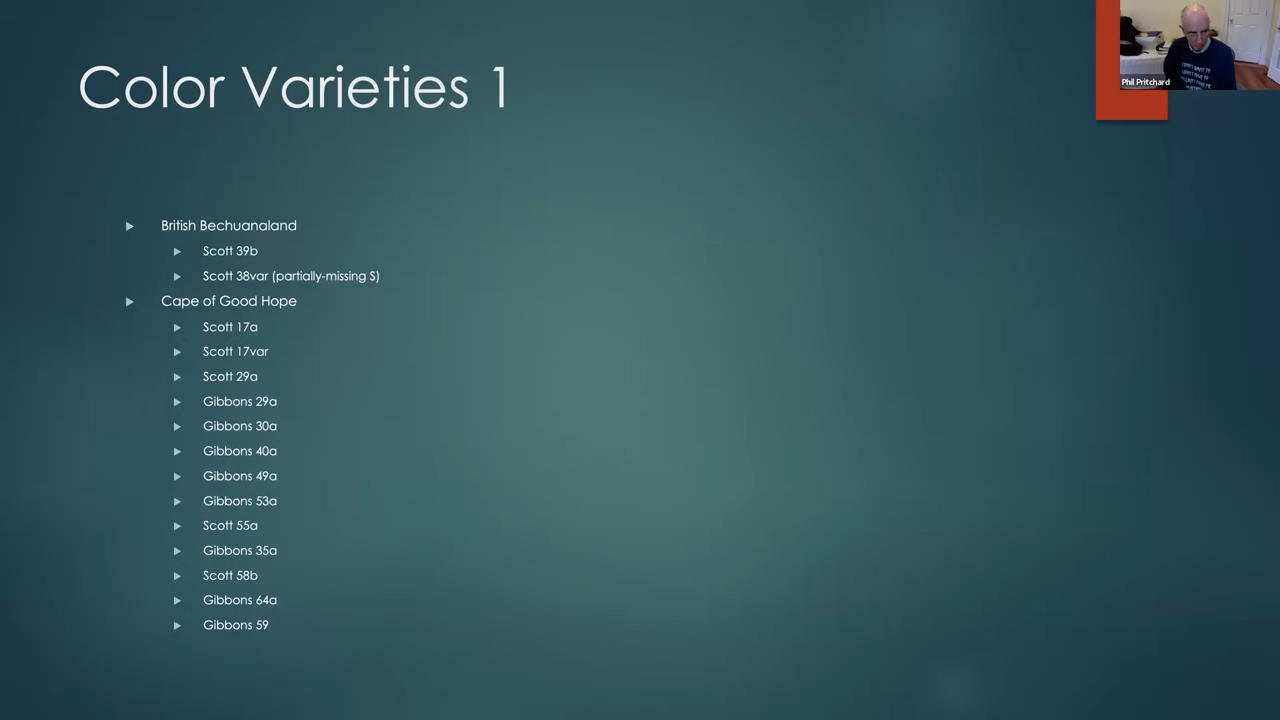 Color Varieties 1
Phil Pritchard
British Bechuanaland
Scott 39b
Scott 38var (partially-missing S)
Cape of Good Hope
Scott 17a
Scott 17var
Scott 29a
Gibbons 29a
Gibbons 30a
Gibbons 40a
Gibbons 49a
Gibbons 53a
Scott 55a
Gibbons 35a
Scott 58b
Gibbons 64a
Gibbons 59